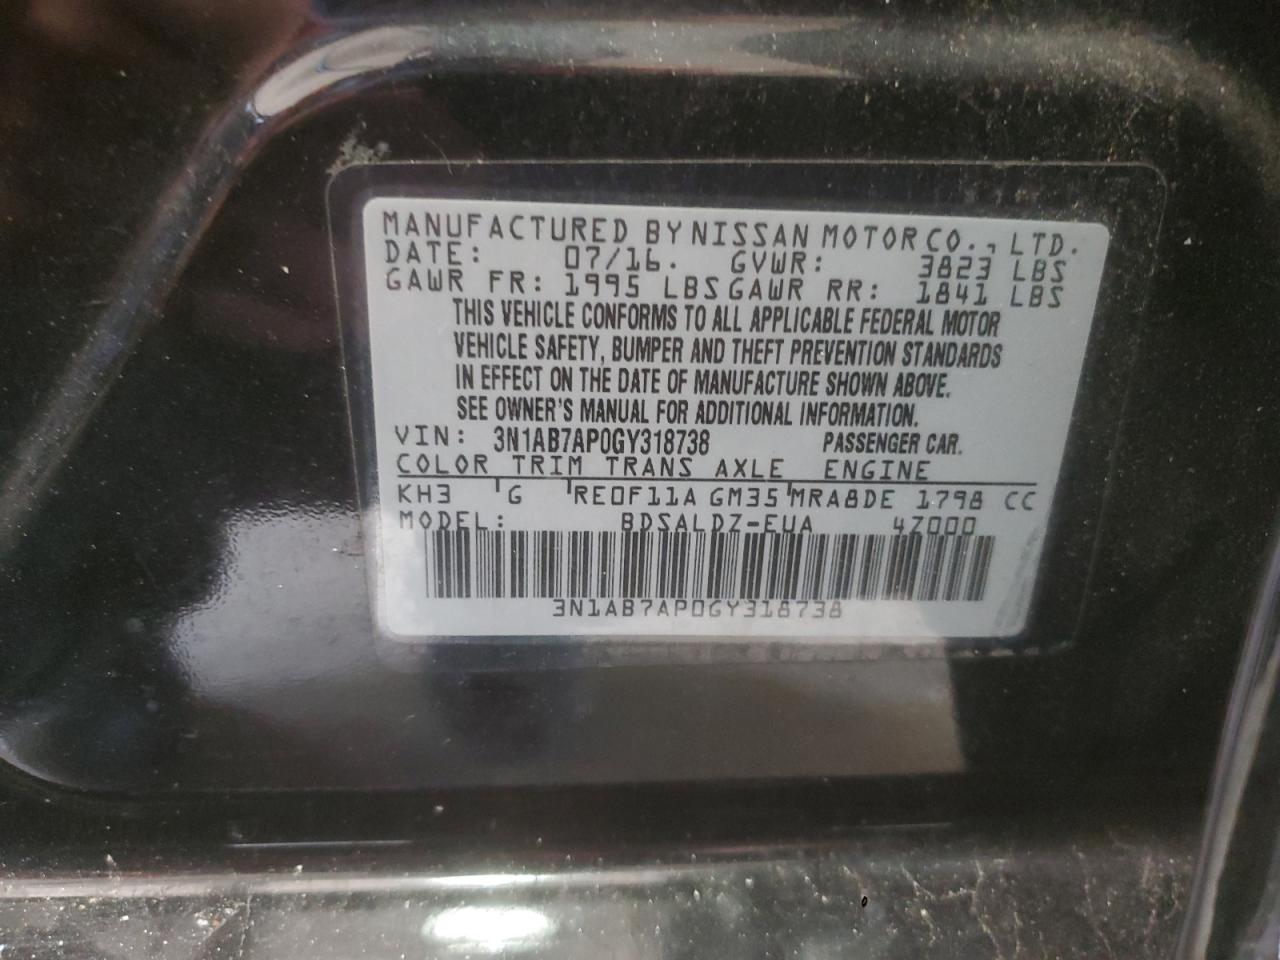 MANUFACTURED BY NISSAN MOTOR CO., LTD.
DATE: 07/16. GVWR: 3823 LBS
GAWR FR: 1995 LBS GAWR RR: 1841 LBS
THIS VEHICLE CONFORMS TO ALL APPLICABLE FEDERAL MOTOR
VEHICLE SAFETY, BUMPER AND THEFT PREVENTION STANDARDS
IN EFFECT ON THE DATE OF MANUFACTURE SHOWN ABOVE.
SEE OWNER'S MANUAL FOR ADDITIONAL INFORMATION.
VIN: 3N1AB7AP0GY318738 PASSENGER CAR.
COLOR TRIM TRANS AXLE ENGINE
KH3 G RE0F11A GM35 MRA8DE 1798 CC
MODEL: BDSALDZ-EUA 4Z000
3N1AB7AP0GY318738